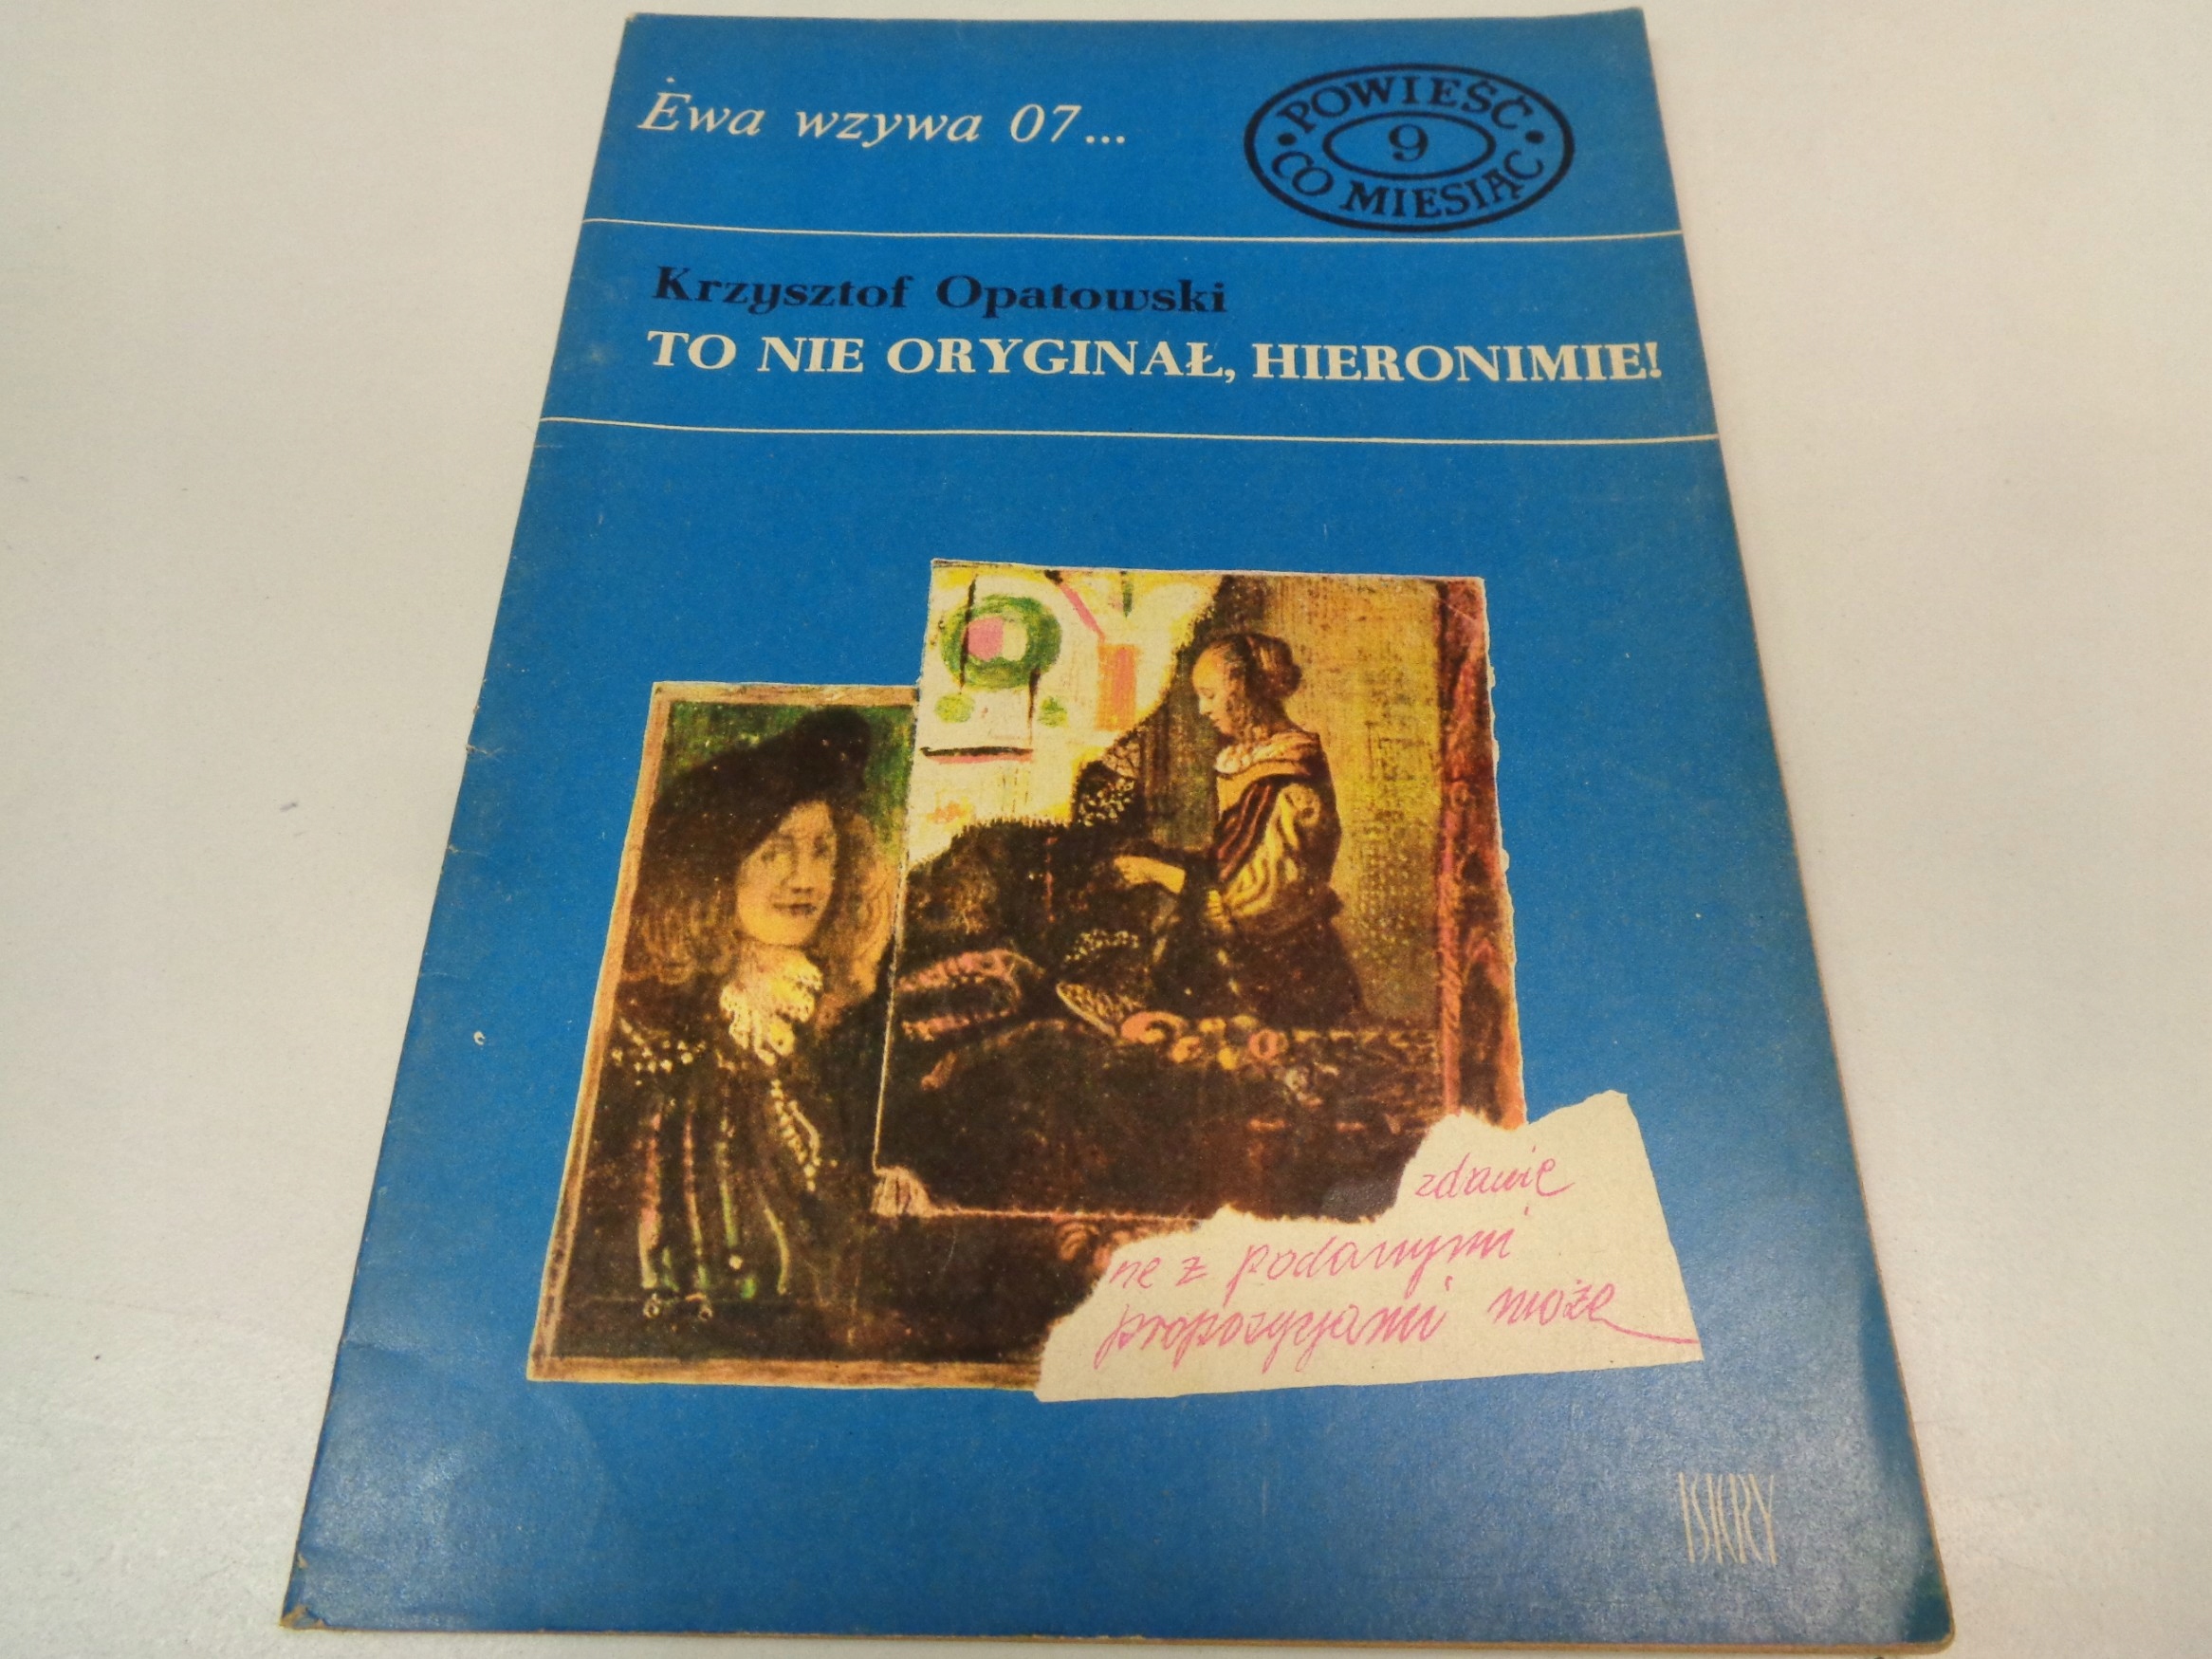 Ewa wzywa 07...
• POWIEŚĆ •
9
CO MIESIĄC
Krzysztof Opatowski
TO NIE ORYGINAŁ, HIERONIMIE!
zdanie
ne z podanymi
propozycjami może
ISKRY